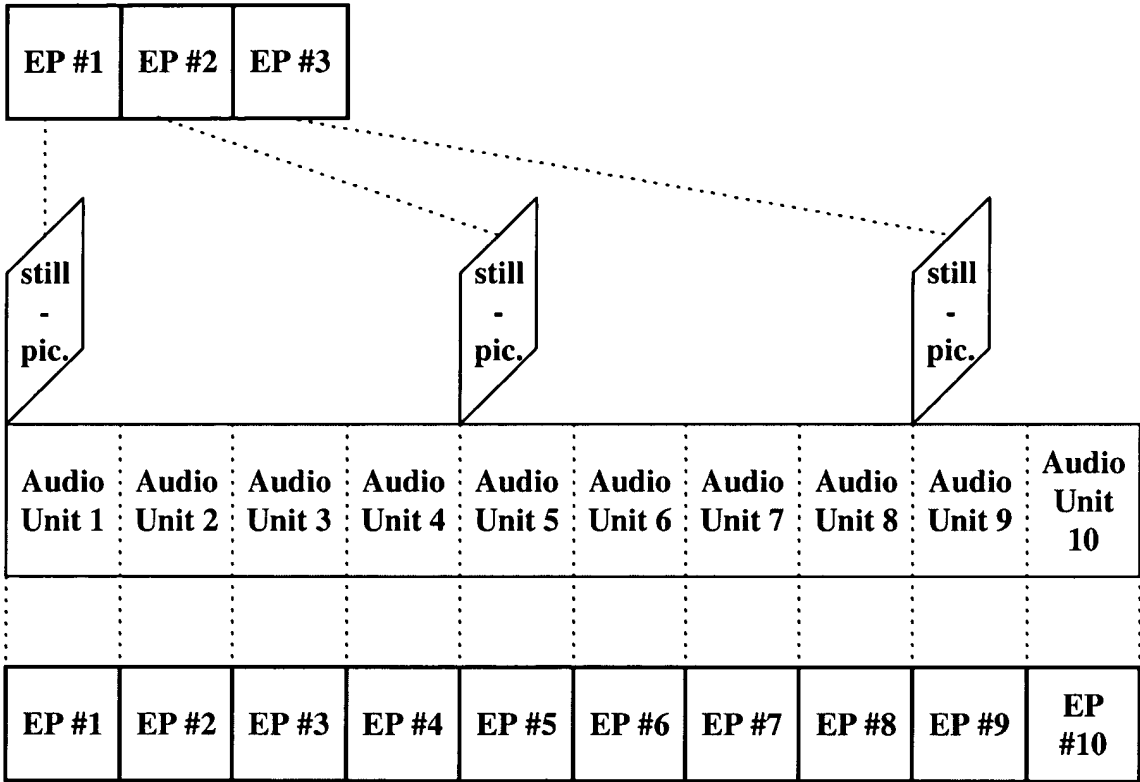 EP #1 EP #2 EP #3
still
-
pic.
still
-
pic.
still
-
pic.
Audio
Unit 1
Audio
Unit 2
Audio
Unit 3
Audio
Unit 4
Audio
Unit 5
Audio
Unit 6
Audio
Unit 7
Audio
Unit 8
Audio
Unit 9
Audio
Unit
10
EP #1 EP #2 EP #3 EP #4 EP #5 EP #6 EP #7 EP #8 EP #9
EP
#10